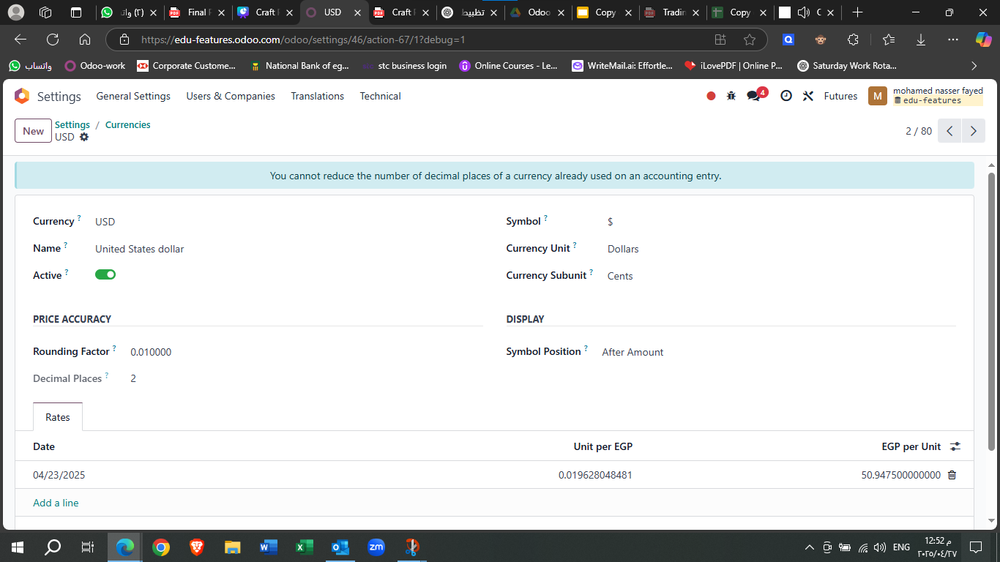 (٢) واتـ
Final F
Craft F
USD
Craft F
تظبيط
Odoo
Copy
Tradin
Copy
C
https://edu-features.odoo.com/odoo/settings/46/action-67/1?debug=1
واتساب
Odoo-work
Corporate Custome...
National Bank of eg...
stc business login
Online Courses - Le...
WriteMail.ai: Effortle...
iLovePDF | Online P...
Saturday Work Rota...
Settings General Settings Users & Companies Translations Technical
4 Futures M mohamed nasser fayed
edu-features
New Settings / Currencies
USD
2 / 80
You cannot reduce the number of decimal places of a currency already used on an accounting entry.
Currency ? USD
Symbol ? $
Name ? United States dollar
Currency Unit ? Dollars
Active ?
Currency Subunit ? Cents
PRICE ACCURACY
DISPLAY
Rounding Factor ? 0.010000
Symbol Position ? After Amount
Decimal Places ? 2
Rates
Date Unit per EGP EGP per Unit
04/23/2025 0.019628048481 50.947500000000
Add a line
ENG
12:52 م
٢٠٢٥/٠٤/٢٧